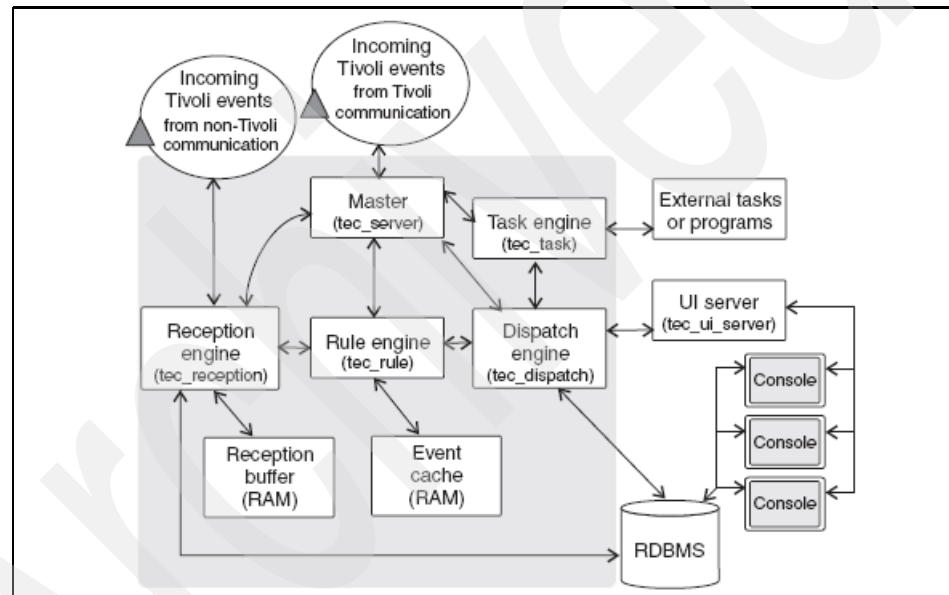 Incoming
Tivoli events
from non-Tivoli
communication
Incoming
Tivoli events
from Tivoli
communication
Master
(tec_server)
Task engine
(tec_task)
External tasks
or programs
Reception
engine
(tec_reception)
Rule engine
(tec_rule)
Dispatch
engine
(tec_dispatch)
UI server
(tec_ui_server)
Console
Console
Console
Reception
buffer
(RAM)
Event
cache
(RAM)
RDBMS